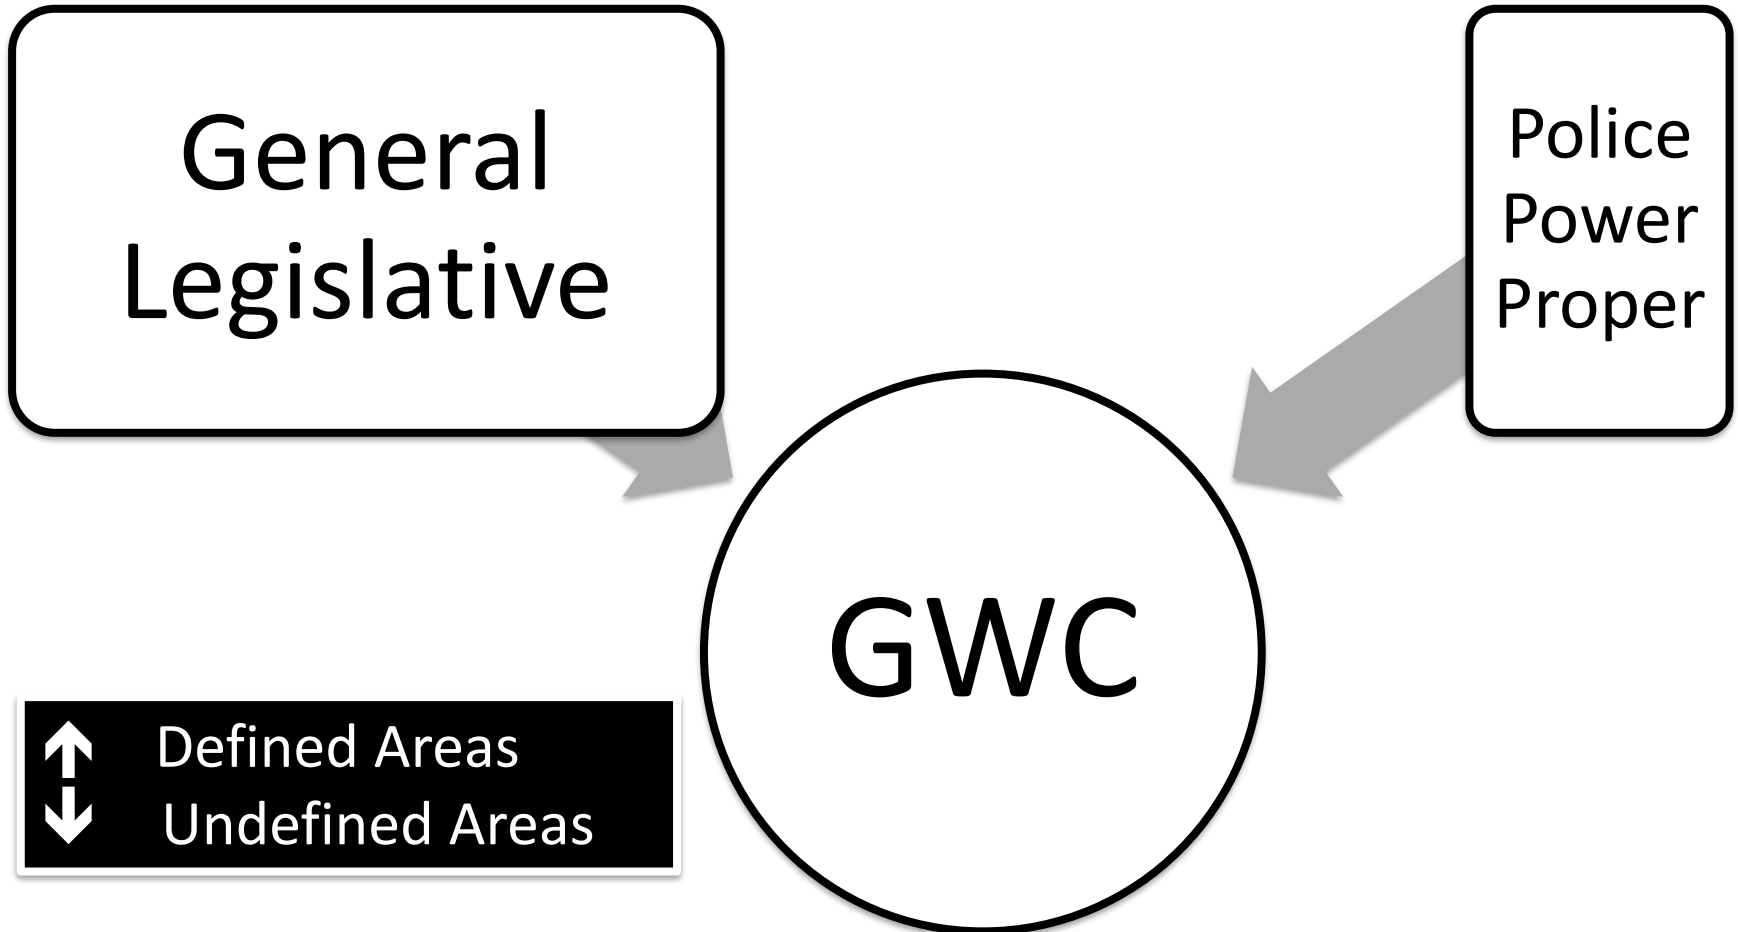 General
Legislative
Police
Power
Proper
GWC
↑ Defined Areas
↓ Undefined Areas